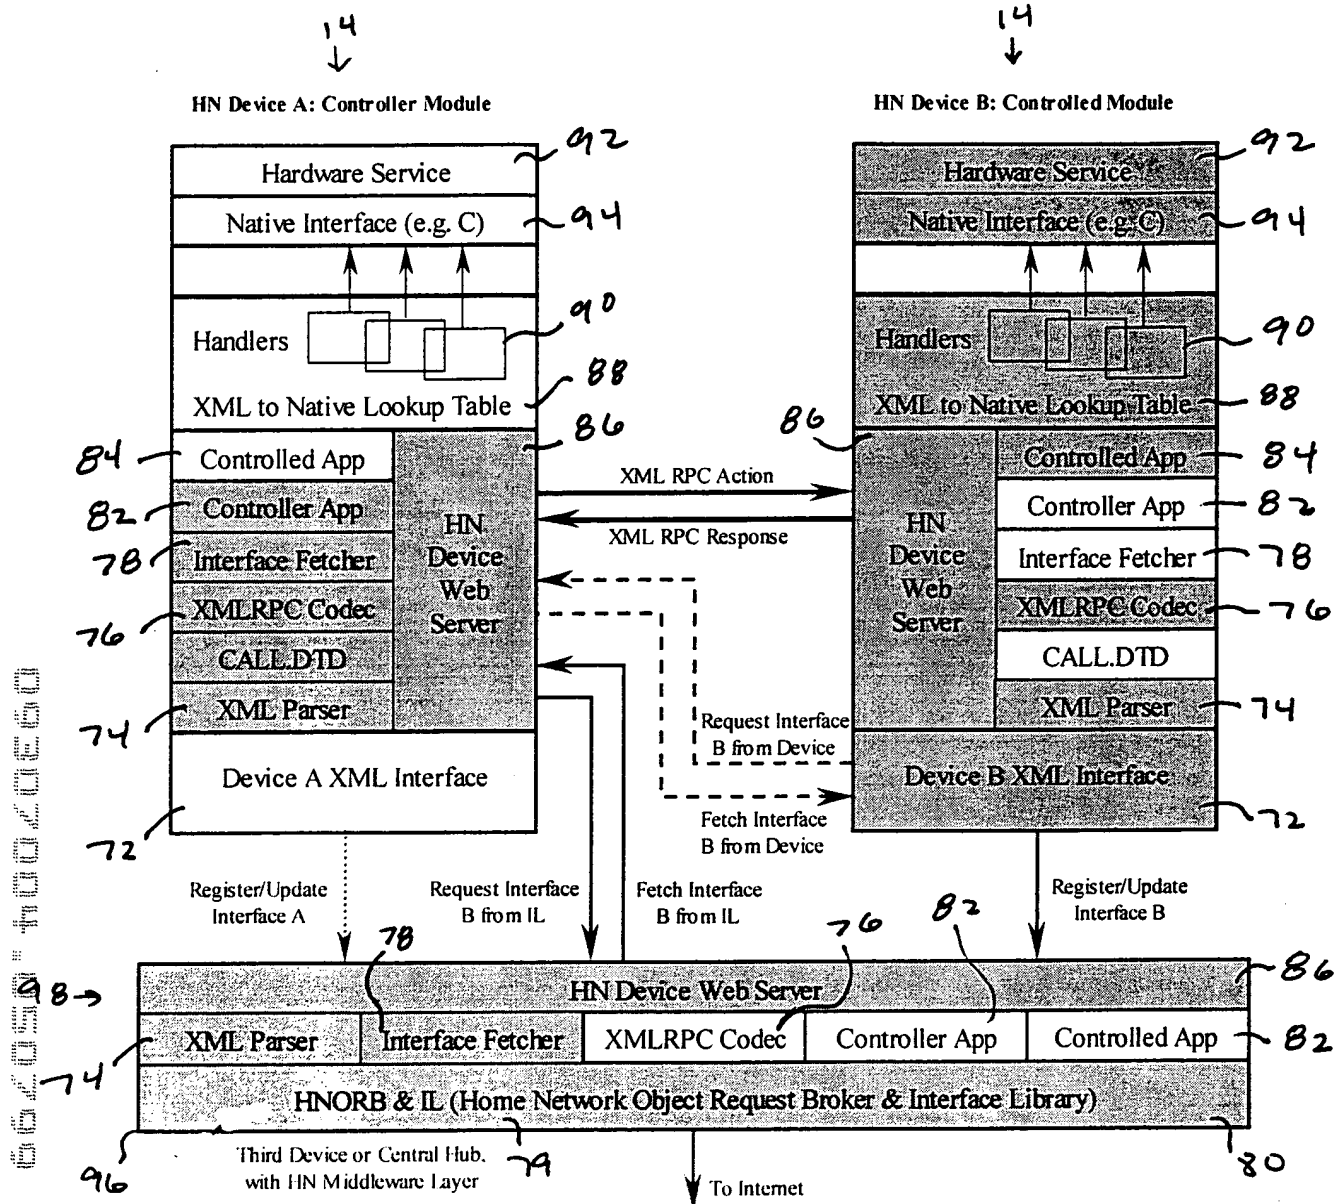 14
14
HN Device A: Controller Module
HN Device B: Controlled Module
92
Hardware Service
94
Native Interface (e.g. C)
90
Handlers
88
XML to Native Lookup Table
86
84
Controlled App
82
Controller App
78
Interface Fetcher
76
XMLRPC Codec
CALL.DTD
74
XML Parser
HN
Device
Web
Server
Device A XML Interface
72
92
Hardware Service
94
Native Interface (e.g. C)
90
Handlers
88
XML to Native Lookup Table
86
HN
Device
Web
Server
Controlled App
84
Controller App
82
Interface Fetcher
78
XMLRPC Codec
76
CALL.DTD
XML Parser
74
Device B XML Interface
72
XML RPC Action
XML RPC Response
Request Interface
B from Device
Fetch Interface
B from Device
Register/Update
Interface A
Request Interface
B from IL
Fetch Interface
B from IL
Register/Update
Interface B
78
76
82
86
98
HN Device Web Server
74
XML Parser
Interface Fetcher
XMLRPC Codec
Controller App
Controlled App
82
HNORB & IL (Home Network Object Request Broker & Interface Library)
96
79
80
Third Device or Central Hub,
with HN Middleware Layer
To Internet